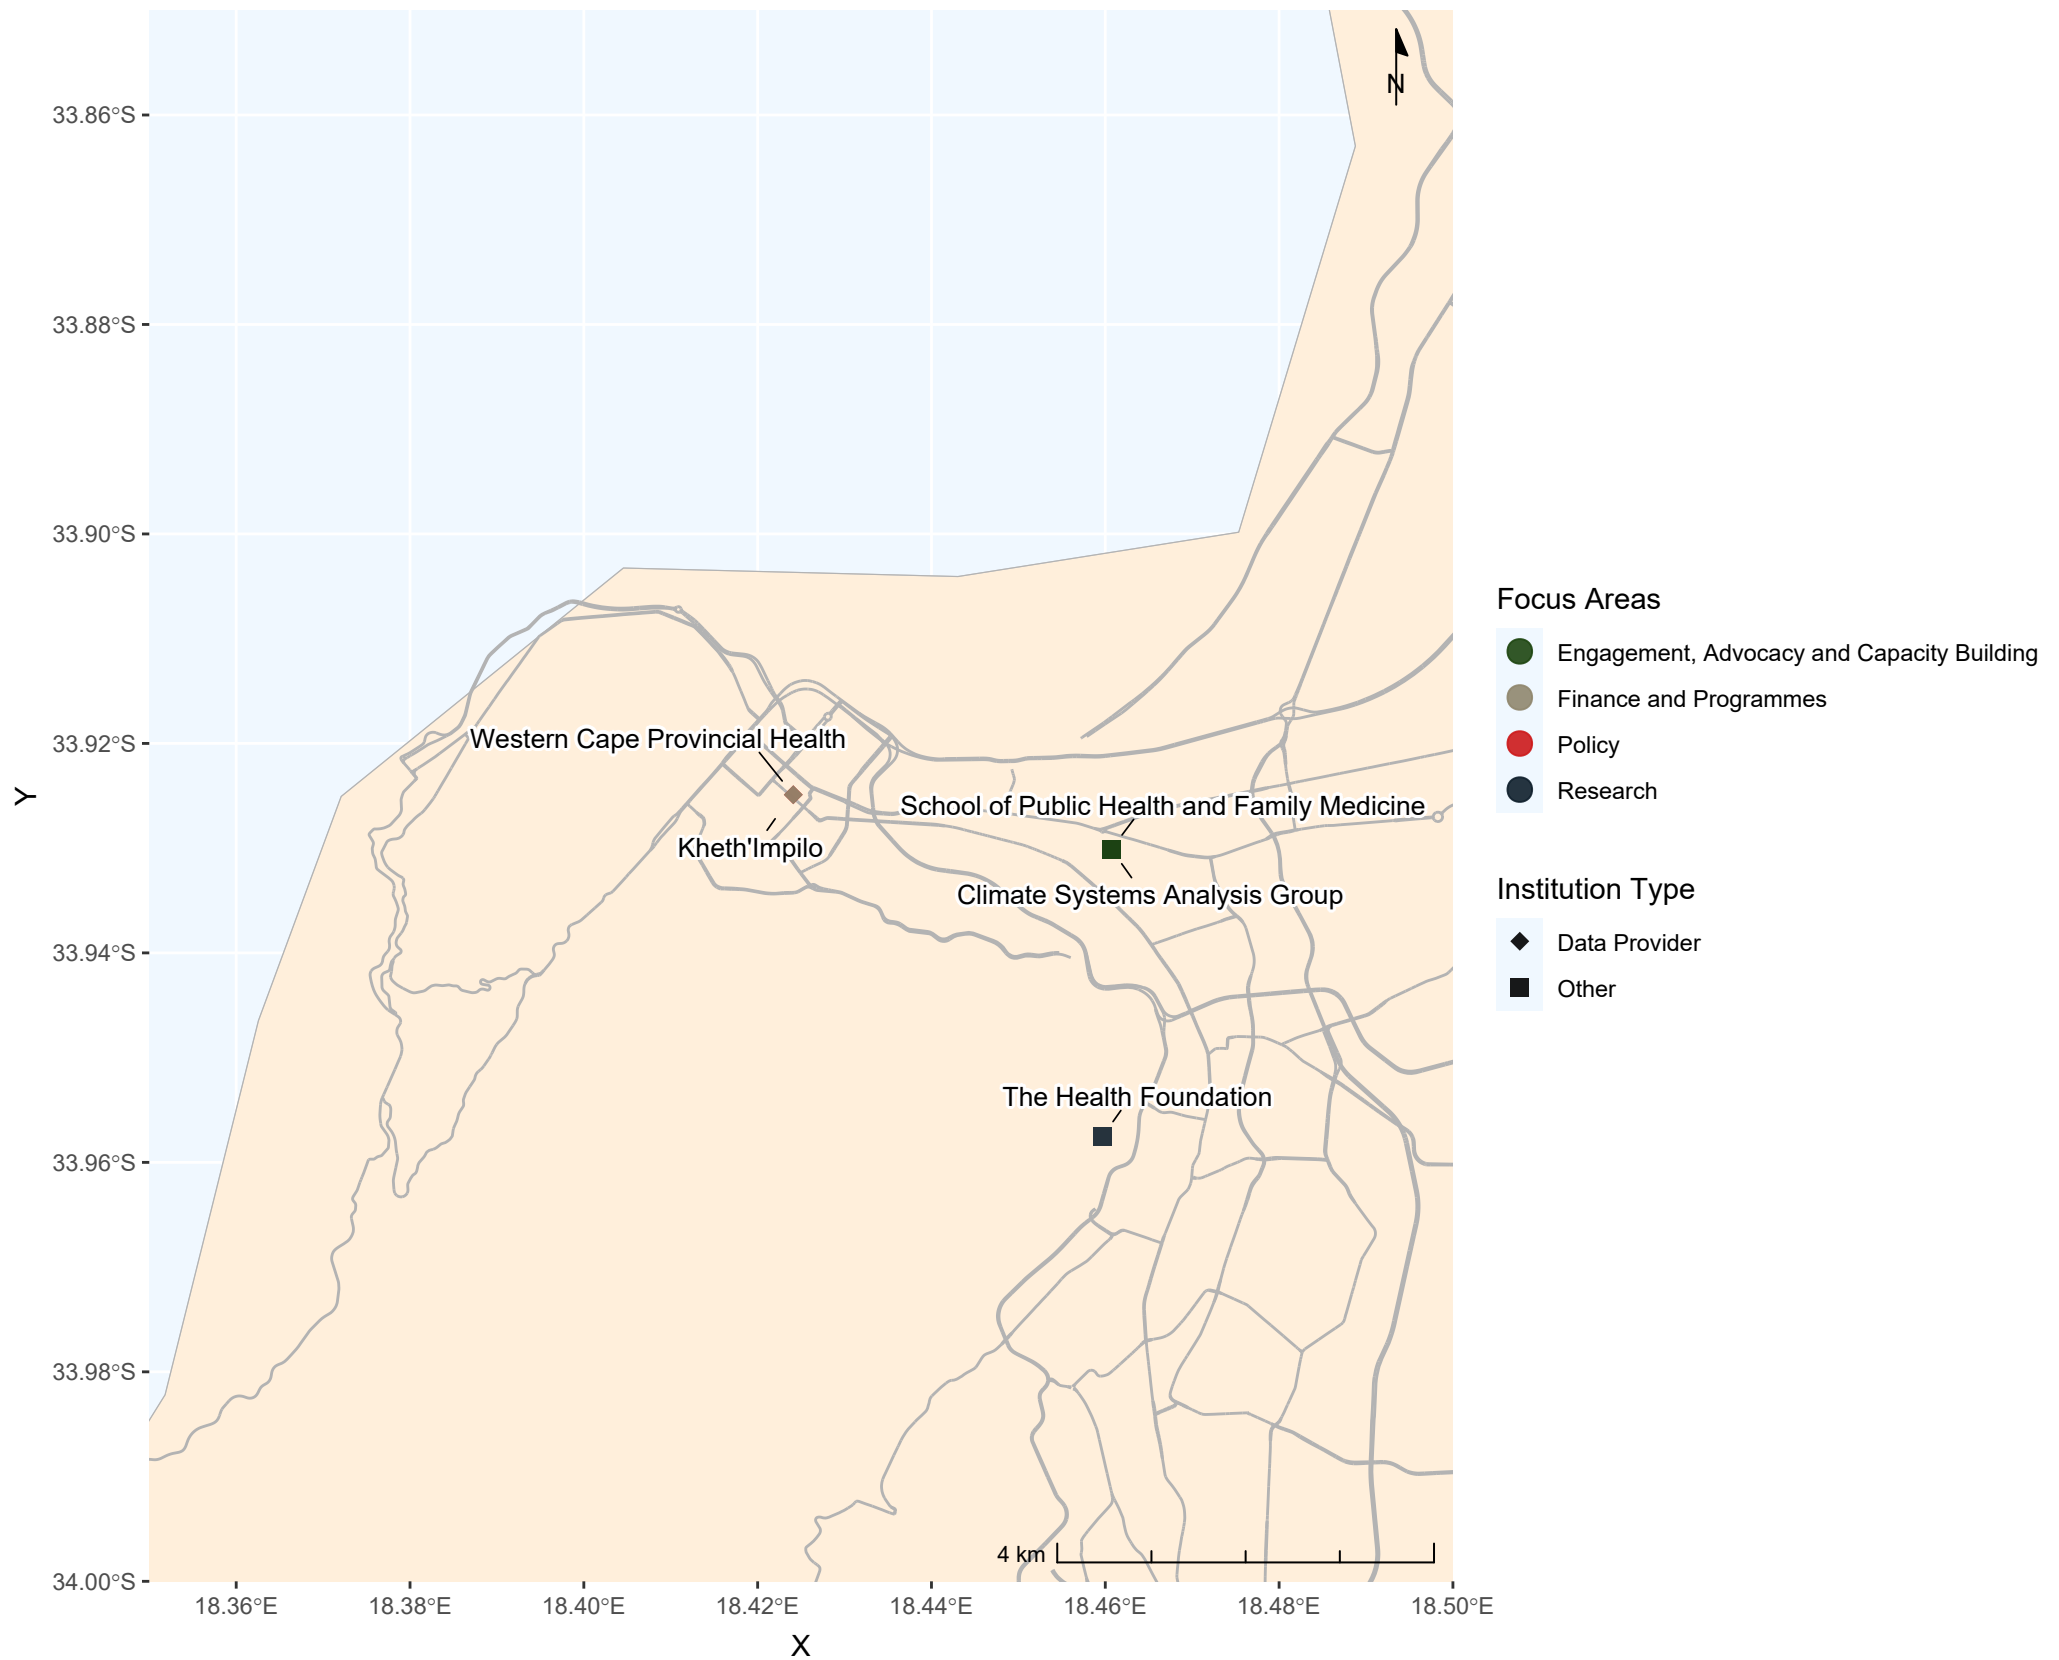 N
33.86°S
33.88°S
33.90°S
33.92°S
33.94°S
33.96°S
33.98°S
34.00°S
Y
Western Cape Provincial Health
Kheth'Impilo
School of Public Health and Family Medicine
Climate Systems Analysis Group
The Health Foundation
4 km
18.36°E
18.38°E
18.40°E
18.42°E
18.44°E
18.46°E
18.48°E
18.50°E
X
Focus Areas
Engagement, Advocacy and Capacity Building
Finance and Programmes
Policy
Research
Institution Type
Data Provider
Other